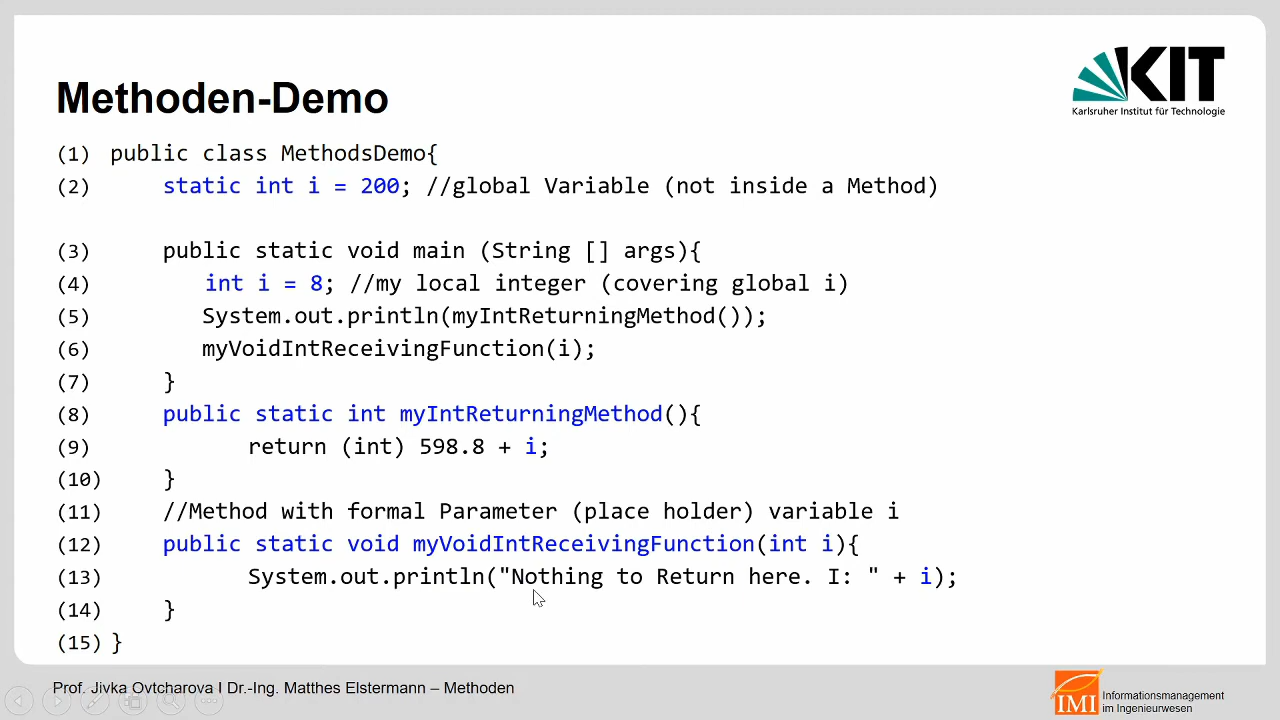 KIT
Karlsruher Institut für Technologie
Methoden-Demo
(1) public class MethodsDemo{
(2) static int i = 200; //global Variable (not inside a Method)
(3) public static void main (String [] args){
(4) int i = 8; //my local integer (covering global i)
(5) System.out.println(myIntReturningMethod());
(6) myVoidIntReceivingFunction(i);
(7) }
(8) public static int myIntReturningMethod(){
(9) return (int) 598.8 + i;
(10) }
(11) //Method with formal Parameter (place holder) variable i
(12) public static void myVoidIntReceivingFunction(int i){
(13) System.out.println("Nothing to Return here. I: " + i);
(14) }
(15) }
Prof. Jivka Ovtcharova I Dr.-Ing. Matthes Elstermann – Methoden
IMI
Informationsmanagement
im Ingenieurwesen